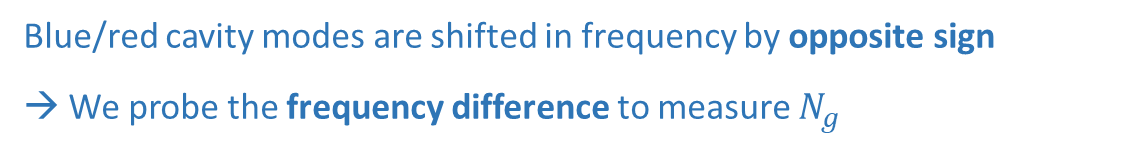 Blue/red cavity modes are shifted in frequency by opposite sign
→ We probe the frequency difference to measure $N_g$